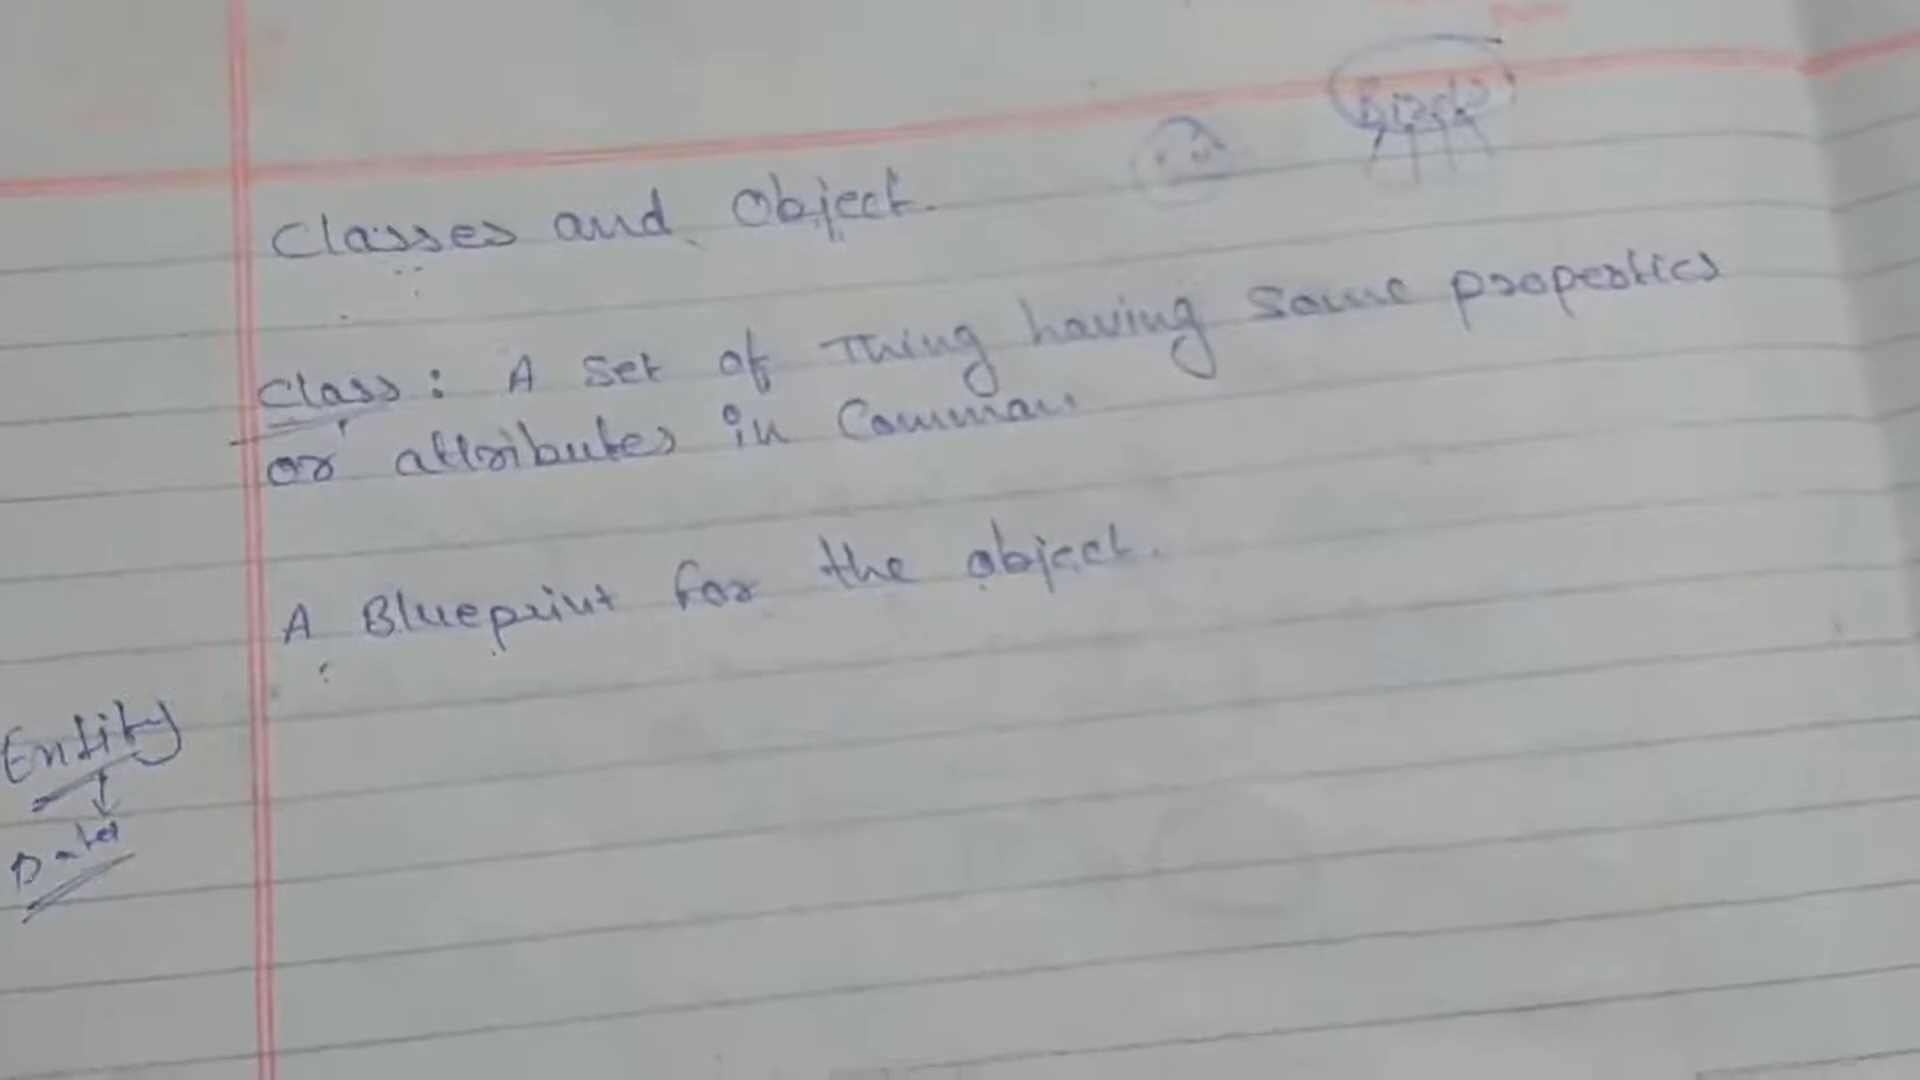 Classes and Object.
Class : A set of Thing having same properties
or attributes in Common
A Blueprint for the object.
Entity